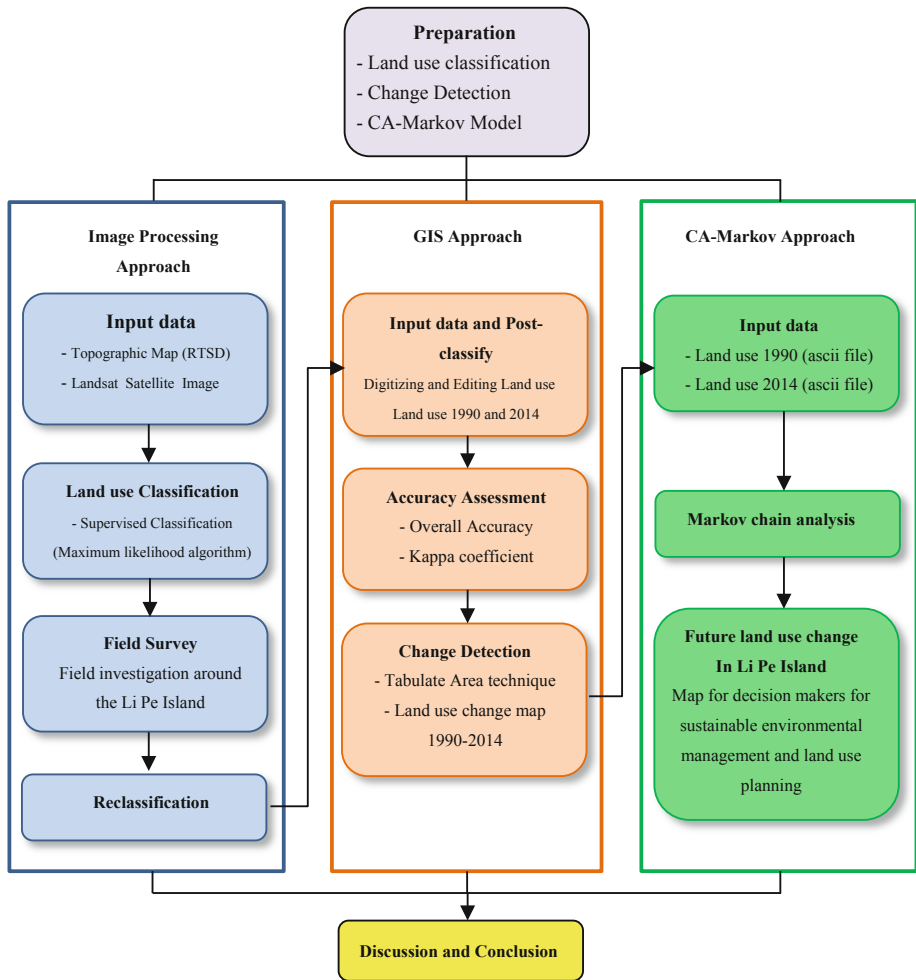 Preparation
- Land use classification
- Change Detection
- CA-Markov Model
Image Processing
Approach
Input data
- Topographic Map (RTSD)
- Landsat Satellite Image
Land use Classification
- Supervised Classification
(Maximum likelihood algorithm)
Field Survey
Field investigation around
the Li Pe Island
Reclassification
GIS Approach
Input data and Post-
classify
Digitizing and Editing Land use
Land use 1990 and 2014
Accuracy Assessment
- Overall Accuracy
- Kappa coefficient
Change Detection
- Tabulate Area technique
- Land use change map
1990-2014
CA-Markov Approach
Input data
- Land use 1990 (ascii file)
- Land use 2014 (ascii file)
Markov chain analysis
Future land use change
In Li Pe Island
Map for decision makers for
sustainable environmental
management and land use
planning
Discussion and Conclusion